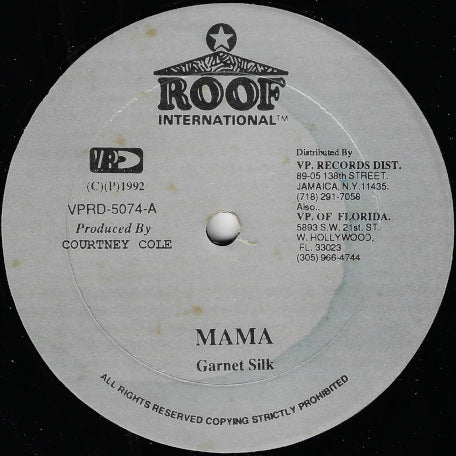 ROOF
INTERNATIONAL™
VP
(C)(P)1992
VPRD-5074-A
Produced By
COURTNEY COLE
Distributed By
VP. RECORDS DIST.
89-05 138th STREET.
JAMAICA, N.Y. 11435.
(718) 291-7058
Also..
VP. OF FLORIDA.
5893 S.W. 21st. ST.
W. HOLLYWOOD,
FL. 33023
(305) 966-4744
MAMA
Garnet Silk
ALL RIGHTS RESERVED COPYING STRICTLY PROHIBITED